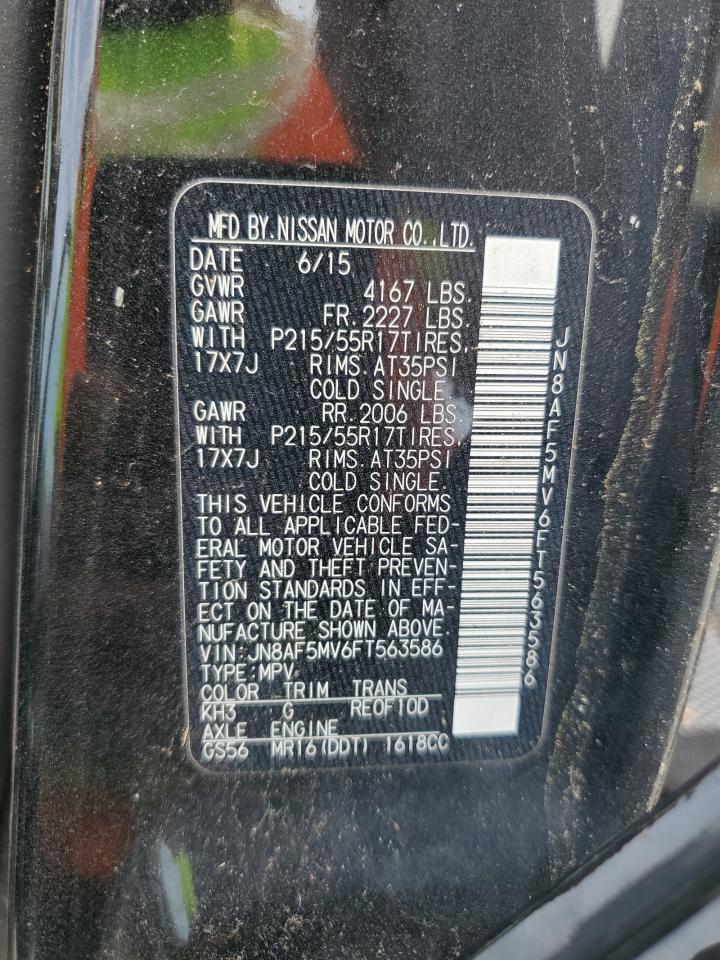 MFD BY NISSAN MOTOR CO.,LTD.
DATE 6/15
GVWR 4167 LBS.
GAWR FR. 2227 LBS.
WITH P215/55R17TIRES,
17X7J RIMS. AT35PSI
COLD SINGLE.
GAWR RR. 2006 LBS.
WITH P215/55R17TIRES,
17X7J RIMS. AT35PSI
COLD SINGLE.
THIS VEHICLE CONFORMS
TO ALL APPLICABLE FED-
ERAL MOTOR VEHICLE SA-
FETY AND THEFT PREVEN-
TION STANDARDS IN EFF-
ECT ON THE DATE OF MA-
NUFACTURE SHOWN ABOVE.
VIN:JN8AF5MV6FT563586
TYPE:MPV
COLOR TRIM TRANS
KH3 G RE0F10D
AXLE ENGINE
GS56 MR16(DDT) 1618CC
JN8AF5MV6FT563586